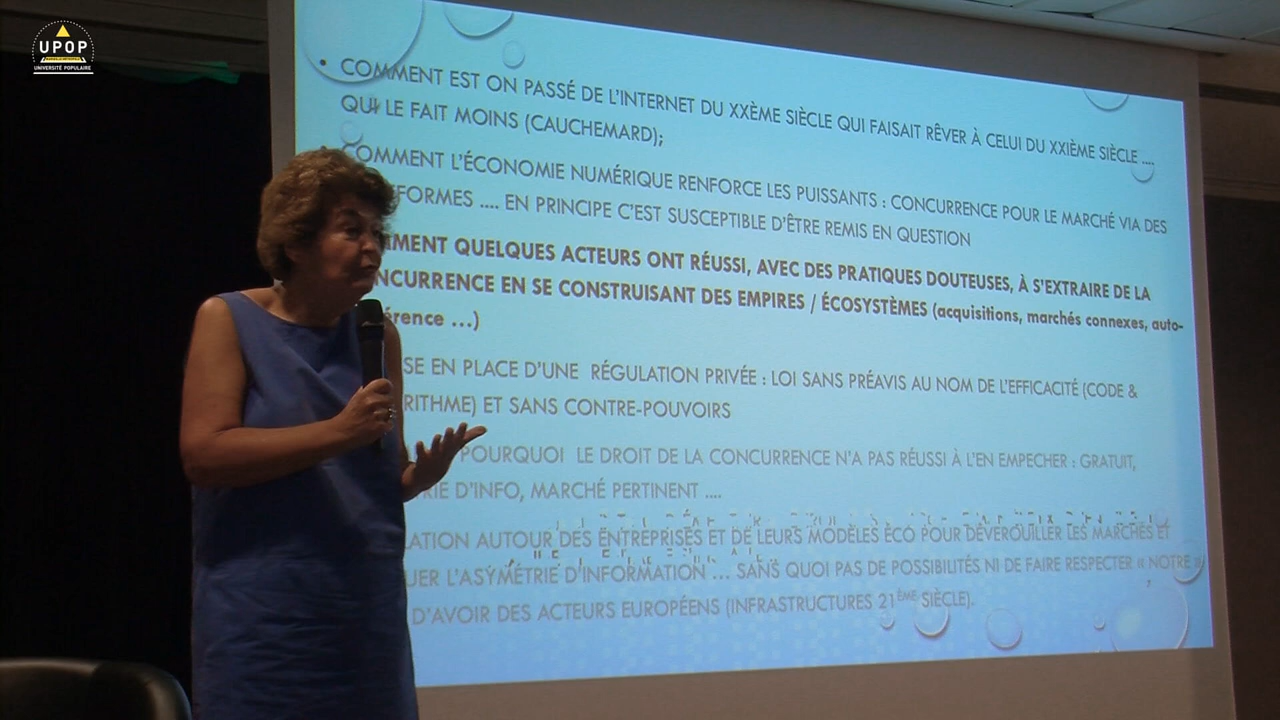 UPOP
UNIVERSITÉ POPULAIRE
• COMMENT EST ON PASSÉ DE L'INTERNET DU XXÈME SIÈCLE QUI FAISAIT RÊVER À CELUI DU XXIÈME SIÈCLE ....
QUI LE FAIT MOINS (CAUCHEMARD);
COMMENT L'ÉCONOMIE NUMÉRIQUE RENFORCE LES PUISSANTS : CONCURRENCE POUR LE MARCHÉ VIA DES
FORMES .... EN PRINCIPE C'EST SUSCEPTIBLE D'ÊTRE REMIS EN QUESTION
MMENT QUELQUES ACTEURS ONT RÉUSSI, AVEC DES PRATIQUES DOUTEUSES, À S'EXTRAIRE DE LA
NCURRENCE EN SE CONSTRUISANT DES EMPIRES / ÉCOSYSTÈMES (acquisitions, marchés connexes, auto-
érence ...)
SE EN PLACE D'UNE RÉGULATION PRIVÉE : LOI SANS PRÉAVIS AU NOM DE L'EFFICACITÉ (CODE &
RITHME) ET SANS CONTRE-POUVOIRS
POURQUOI LE DROIT DE LA CONCURRENCE N'A PAS RÉUSSI À L'EN EMPECHER : GRATUIT,
RIE D'INFO, MARCHÉ PERTINENT ....
LATION AUTOUR DES ENTREPRISES ET DE LEURS MODÈLES ÉCO POUR DÉVEROUILLER LES MARCHÉS ET
UER L'ASYMÉTRIE D'INFORMATION ... SANS QUOI PAS DE POSSIBILITÉS NI DE FAIRE RESPECTER « NOTRE »
D'AVOIR DES ACTEURS EUROPÉENS (INFRASTRUCTURES 21ÈME SIÈCLE).